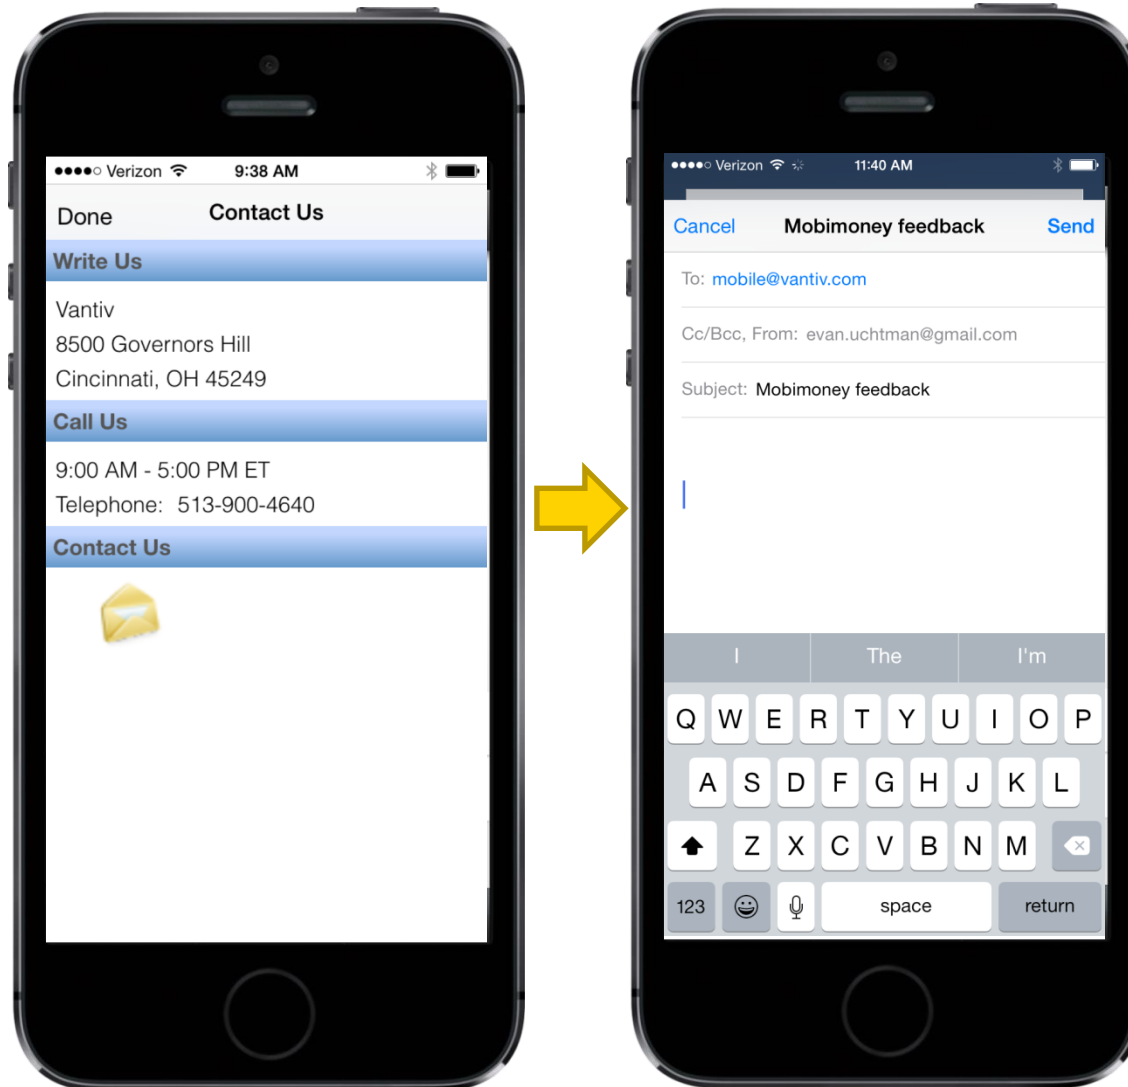 Verizon 9:38 AM
Done Contact Us
Write Us
Vantiv
8500 Governors Hill
Cincinnati, OH 45249
Call Us
9:00 AM - 5:00 PM ET
Telephone: 513-900-4640
Contact Us
Verizon 11:40 AM
Cancel Mobimoney feedback Send
To: mobile@vantiv.com
Cc/Bcc, From: evan.uchtman@gmail.com
Subject: Mobimoney feedback
I The I'm
Q W E R T Y U I O P
A S D F G H J K L
Z X C V B N M
123 space return